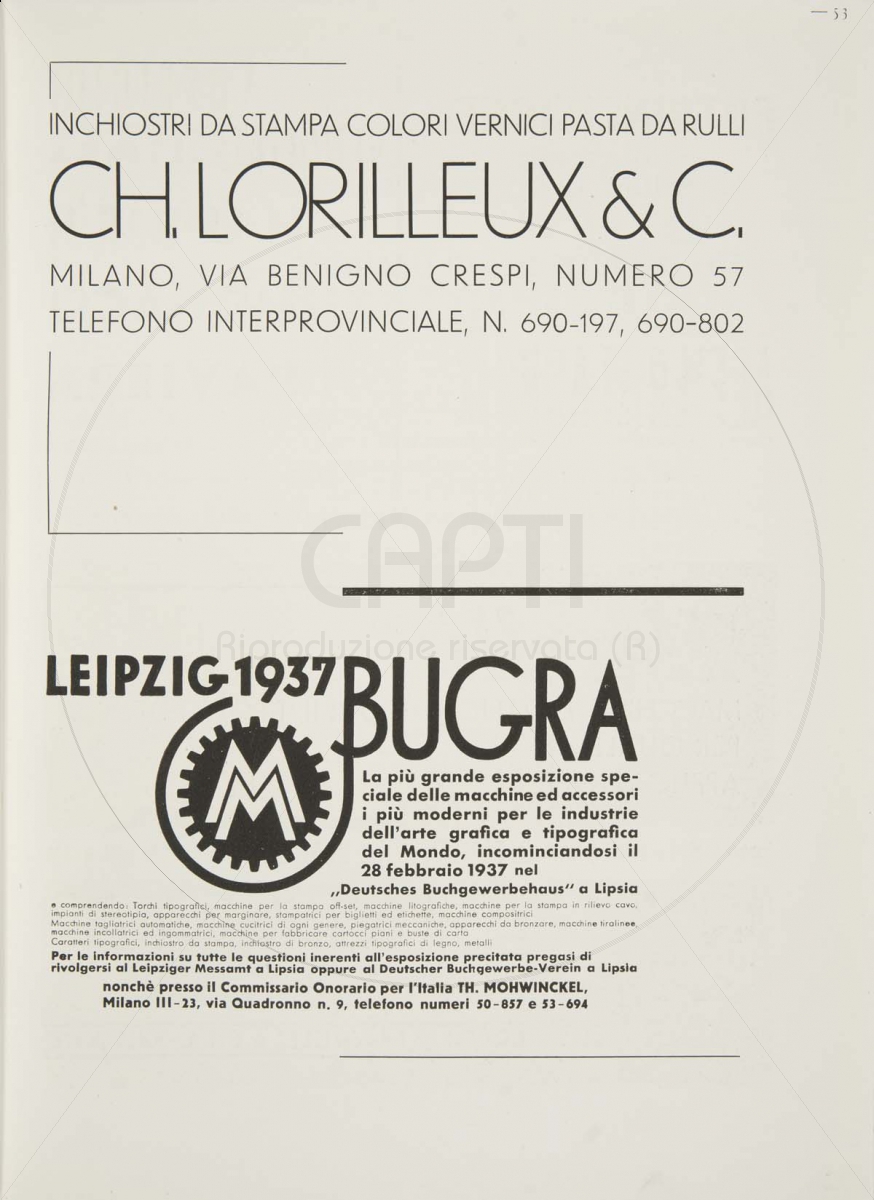 — 53
INCHIOSTRI DA STAMPA COLORI VERNICI PASTA DA RULLI
CH. LORILLEUX & C.
MILANO, VIA BENIGNO CRESPI, NUMERO 57
TELEFONO INTERPROVINCIALE, N. 690-197, 690-802
CAPTI
Riproduzione riservata (R)
LEIPZIG 1937 BUGRA
MM
La più grande esposizione spe-
ciale delle macchine ed accessori
i più moderni per le industrie
dell'arte grafica e tipografica
del Mondo, incominciandosi il
28 febbraio 1937 nel
„Deutsches Buchgewerbehaus“ a Lipsia
e comprendendo: Torchi tipografici, macchine per la stampa off-set, macchine litografiche, macchine per la stampa in rilievo cavo,
impianti di stereotipia, apparecchi per marginare, stampatrici per biglietti ed etichette, macchine compositrici
Macchine tagliatrici automatiche, macchine cucitrici di ogni genere, piegatrici meccaniche, apparecchi da bronzare, macchine tiralinee,
macchine incollatrici ed ingommatrici, macchine per fabbricare cartocci piani e buste di carta
Caratteri tipografici, inchiostro da stampa, inchiostro di bronzo, attrezzi tipografici di legno, metalli
Per le informazioni su tutte le questioni inerenti all'esposizione precitata pregasi di
rivolgersi al Leipziger Messamt a Lipsia oppure al Deutscher Buchgewerbe-Verein a Lipsia
nonchè presso il Commissario Onorario per l'Italia TH. MOHWINCKEL,
Milano III-23, via Quadronno n. 9, telefono numeri 50-857 e 53-694